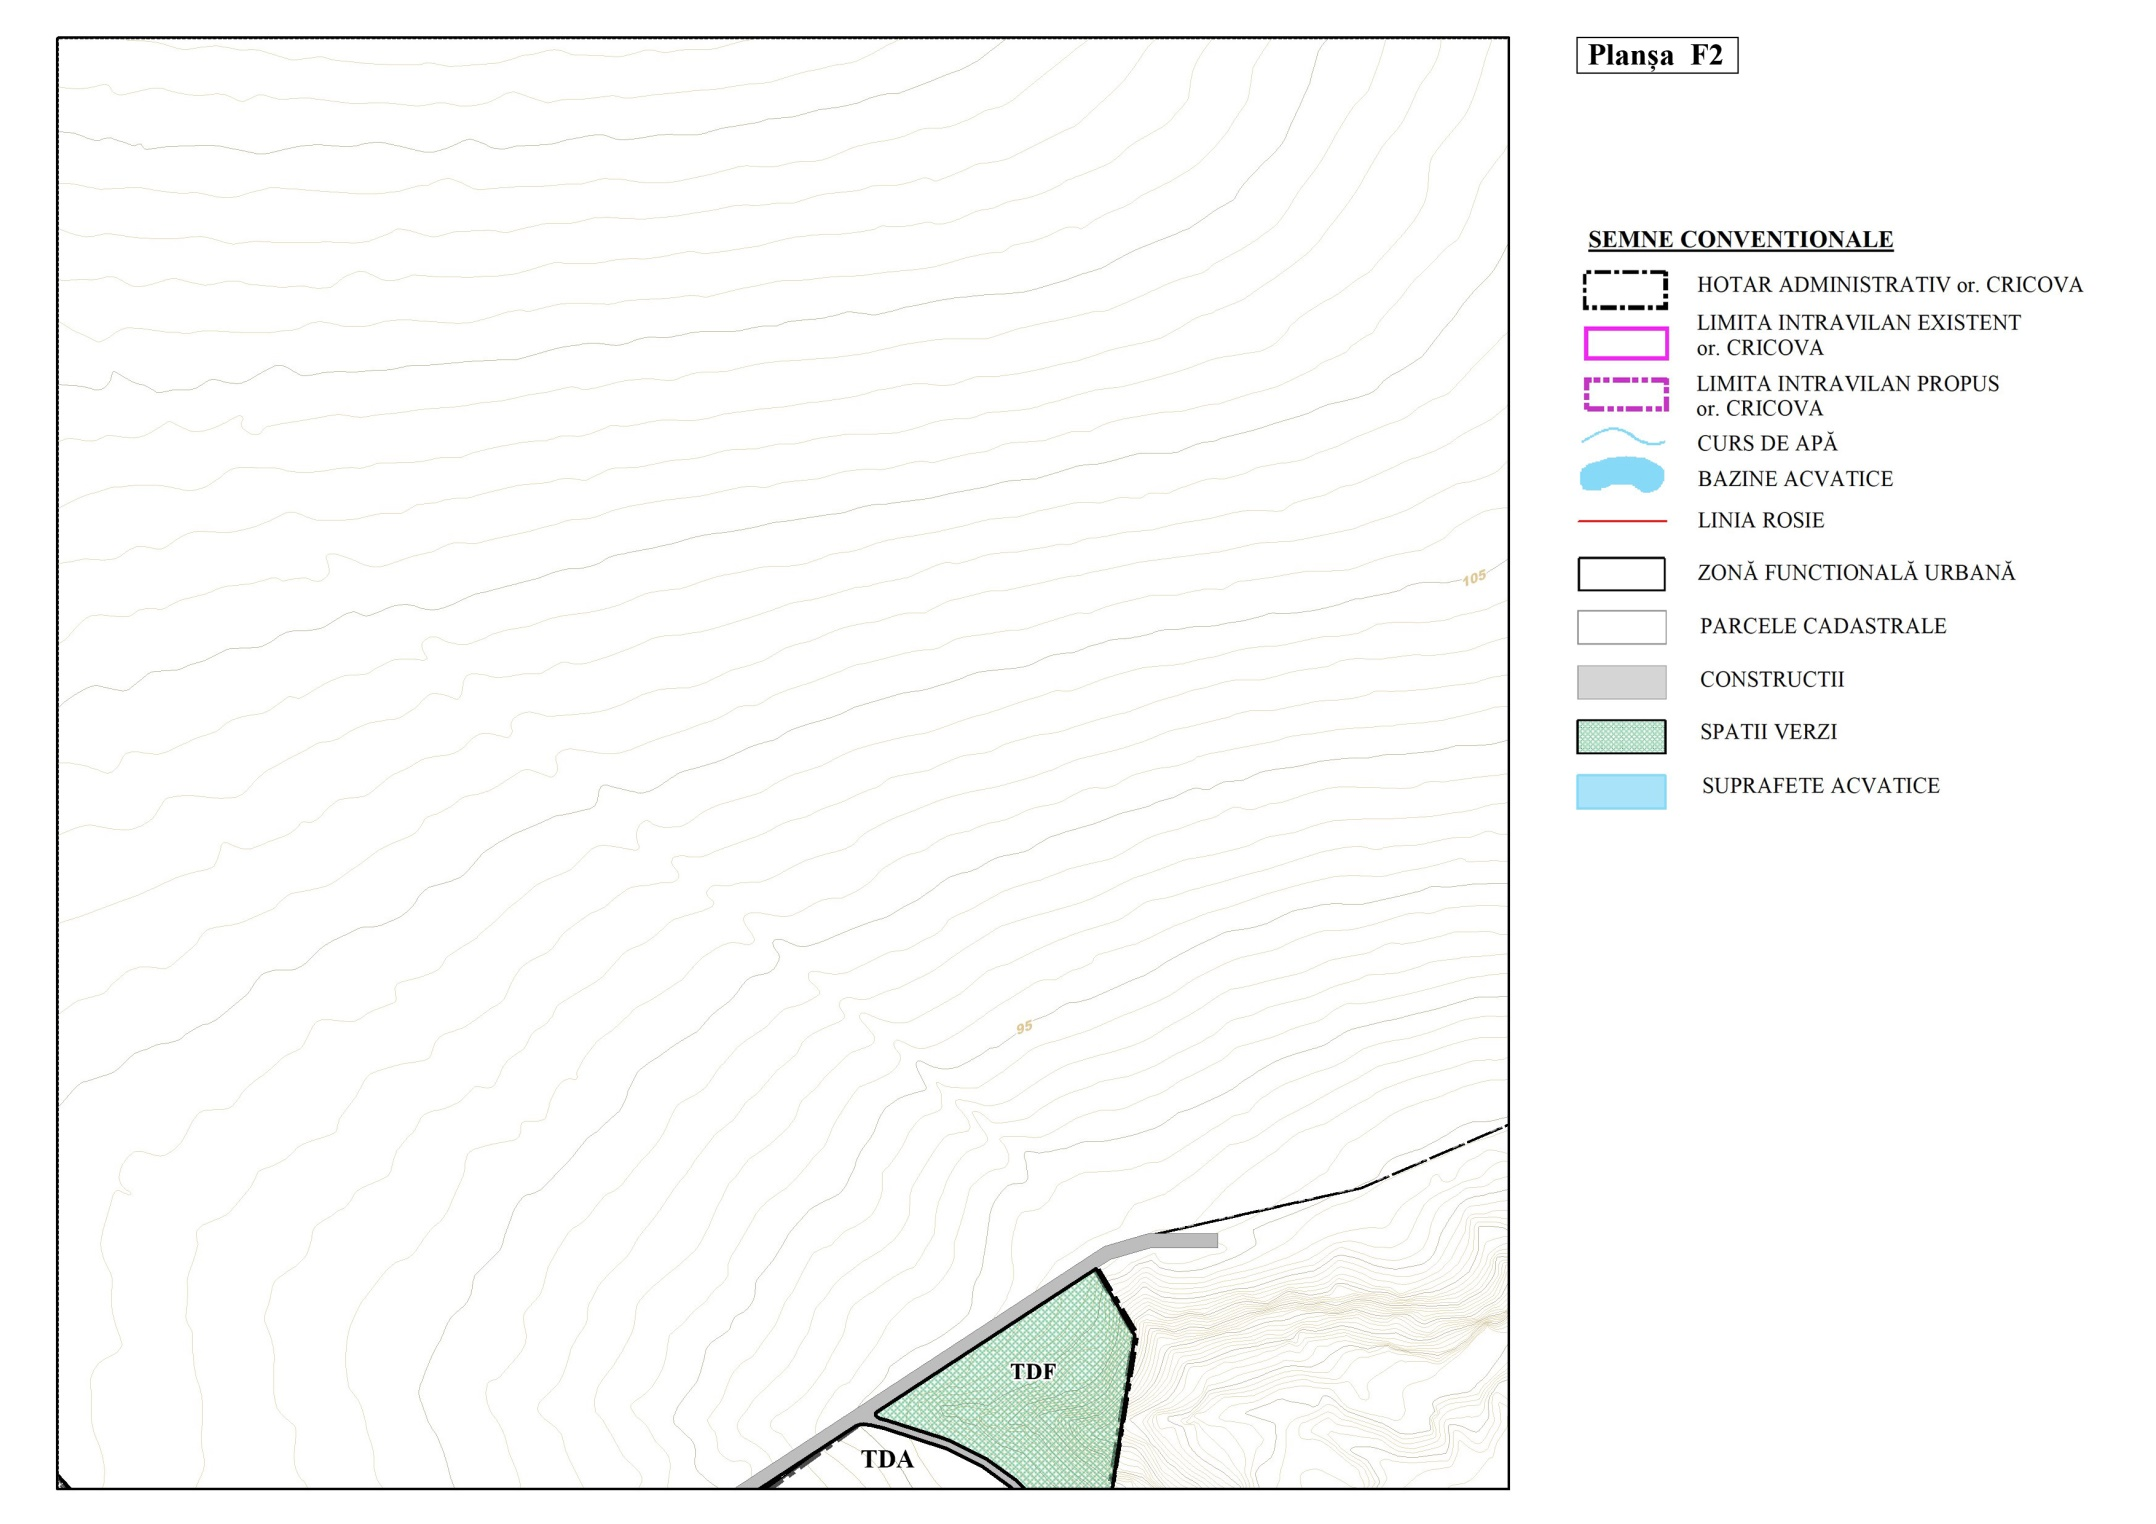 Planșa F2
SEMNE CONVENTIONALE
HOTAR ADMINISTRATIV or. CRICOVA
LIMITA INTRAVILAN EXISTENT
or. CRICOVA
LIMITA INTRAVILAN PROPUS
or. CRICOVA
CURS DE APĂ
BAZINE ACVATICE
LINIA ROSIE
ZONĂ FUNCTIONALĂ URBANĂ
PARCELE CADASTRALE
CONSTRUCTII
SPATII VERZI
SUPRAFETE ACVATICE
105
95
TDF
TDA